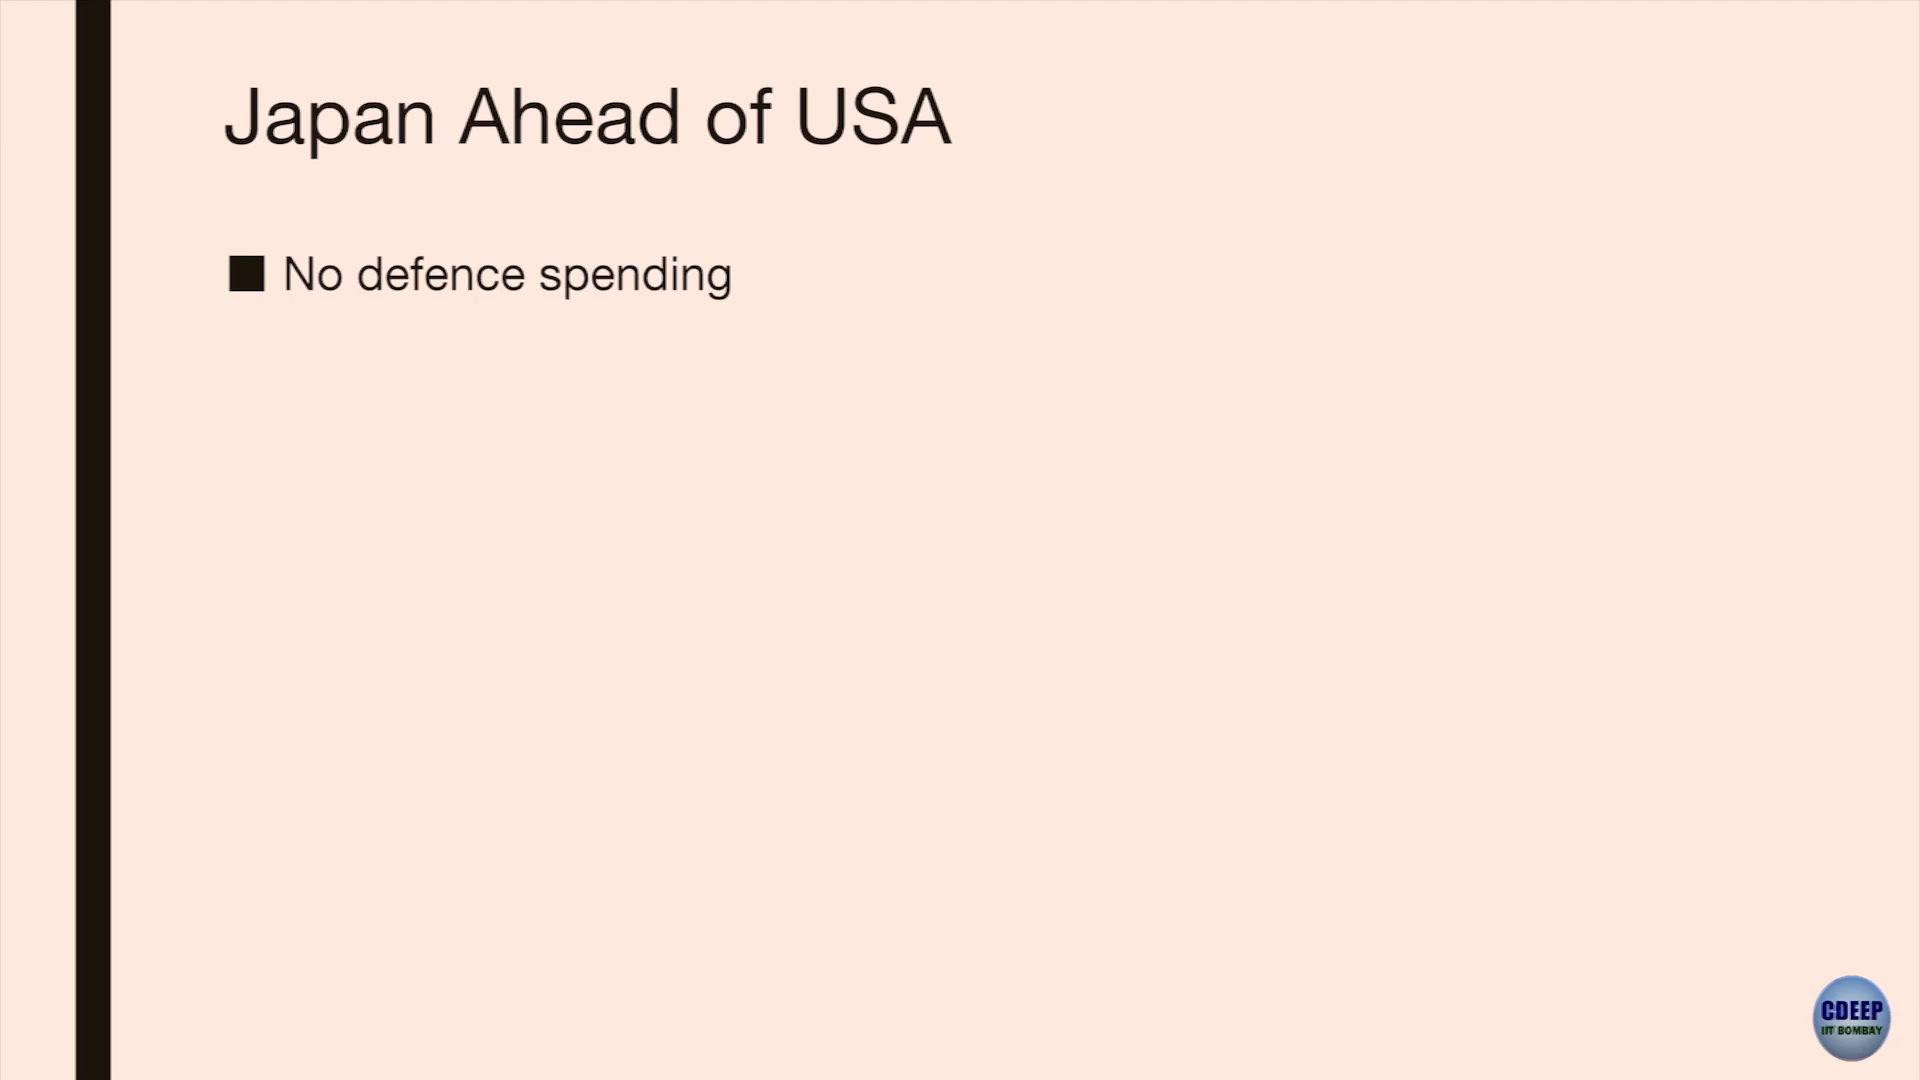 Japan Ahead of USA
No defence spending
CDEEP
IIT BOMBAY